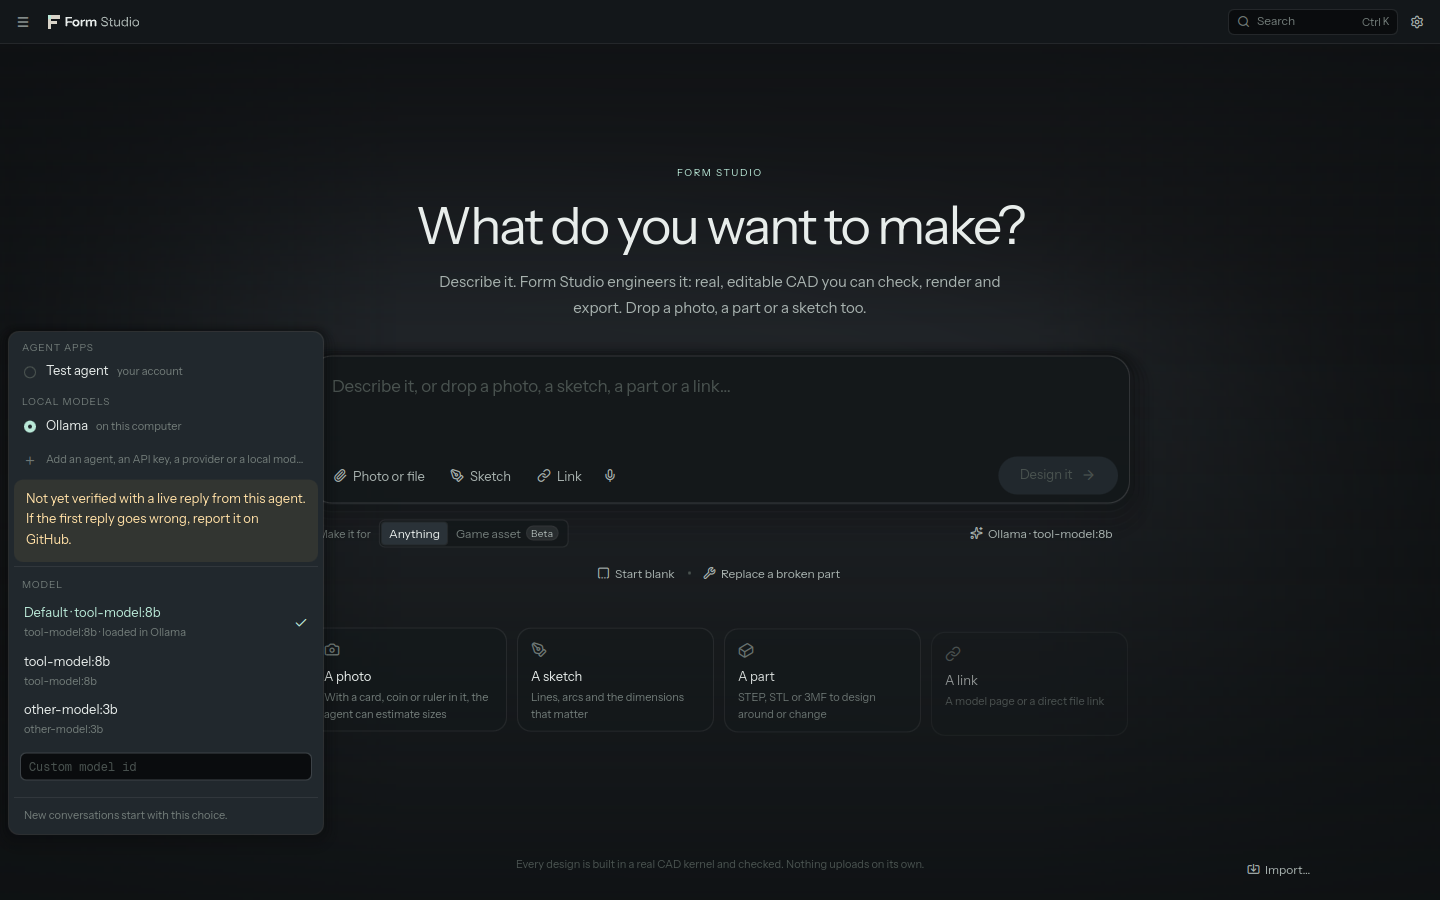 Form Studio
Search
Ctrl K
FORM STUDIO
What do you want to make?
Describe it. Form Studio engineers it: real, editable CAD you can check, render and
export. Drop a photo, a part or a sketch too.
AGENT APPS
Test agent your account
LOCAL MODELS
Ollama on this computer
Add an agent, an API key, a provider or a local mod…
Not yet verified with a live reply from this agent.
If the first reply goes wrong, report it on
GitHub.
MODEL
Default · tool-model:8b
tool-model:8b · loaded in Ollama
tool-model:8b
tool-model:8b
other-model:3b
other-model:3b
Custom model id
New conversations start with this choice.
Describe it, or drop a photo, a sketch, a part or a link…
Photo or file
Sketch
Link
Design it
Make it for
Anything
Game asset Beta
Ollama · tool-model:8b
Start blank • Replace a broken part
A photo
With a card, coin or ruler in it, the
agent can estimate sizes
A sketch
Lines, arcs and the dimensions
that matter
A part
STEP, STL or 3MF to design
around or change
A link
A model page or a direct file link
Every design is built in a real CAD kernel and checked. Nothing uploads on its own.
Import…